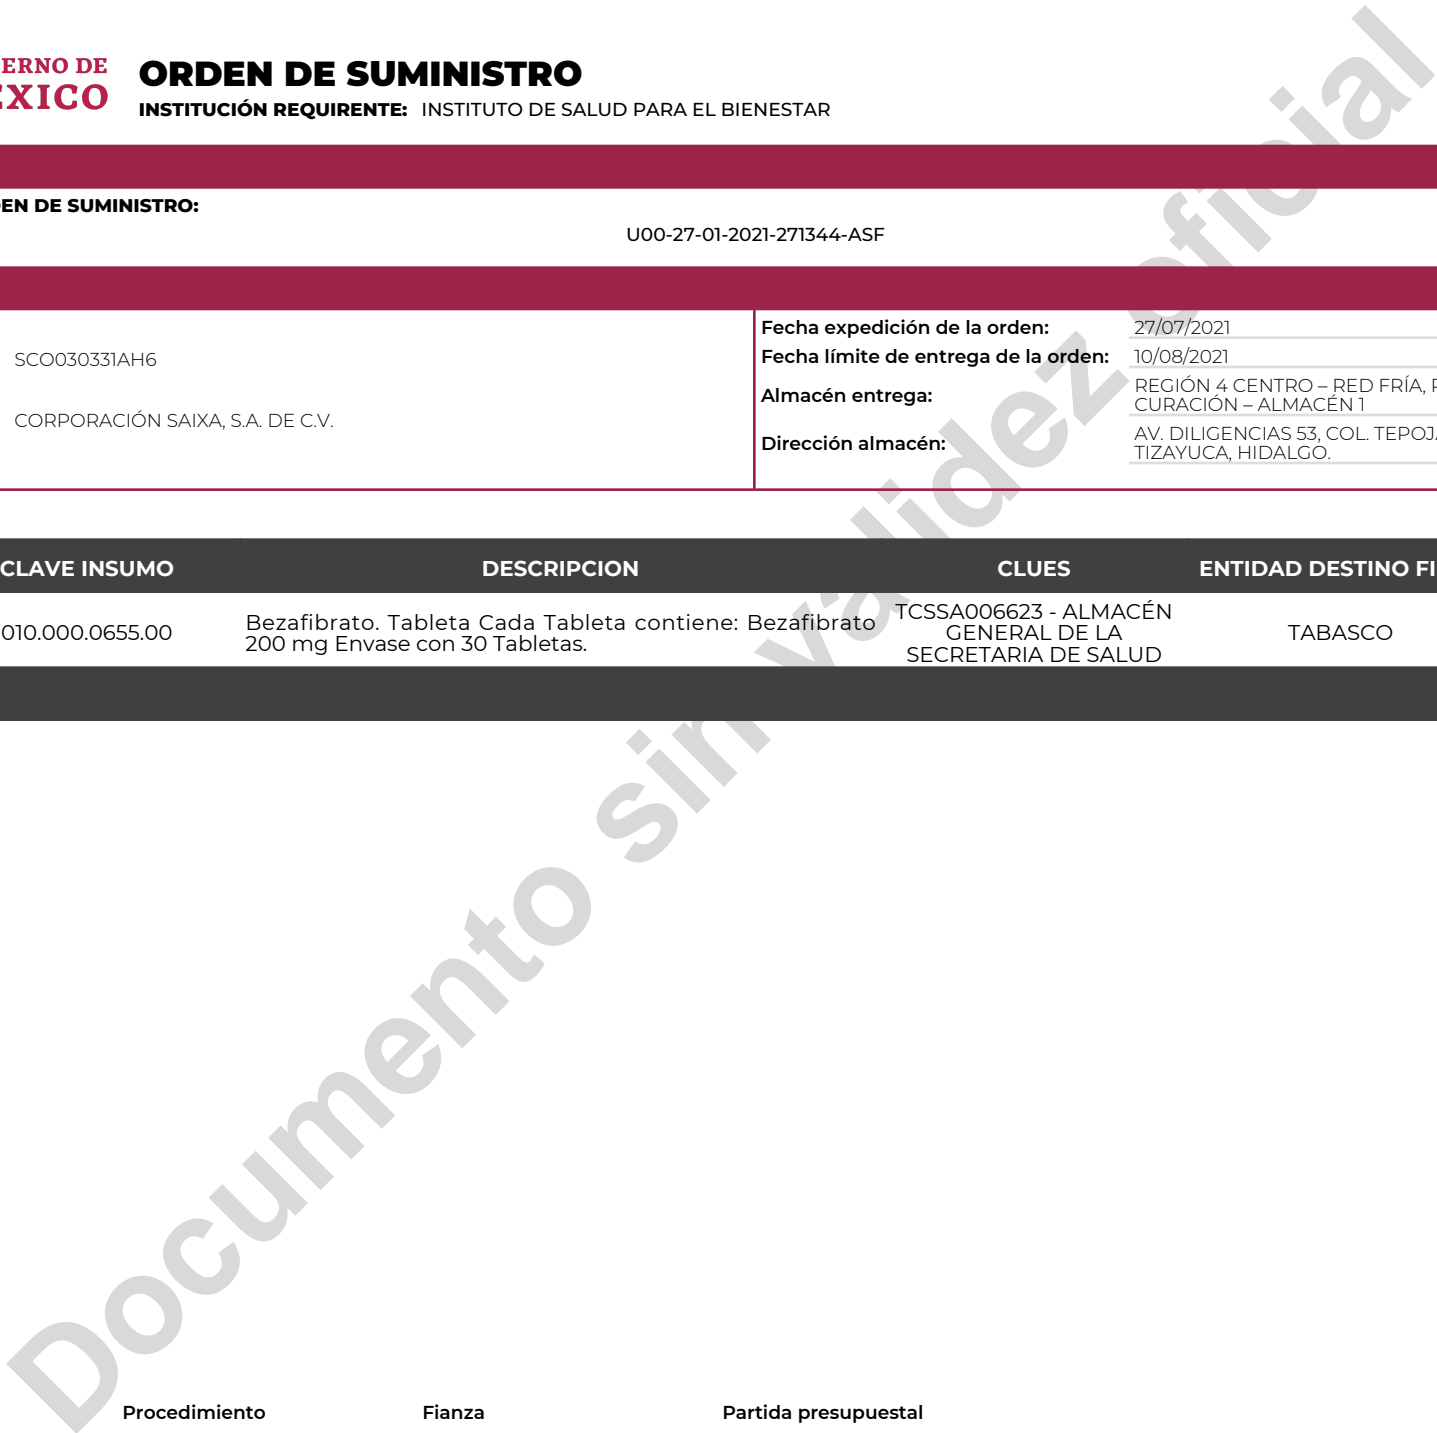 ERNO DE
EXICO
ORDEN DE SUMINISTRO
INSTITUCIÓN REQUIRENTE: INSTITUTO DE SALUD PARA EL BIENESTAR
EN DE SUMINISTRO:
U00-27-01-2021-271344-ASF
SCO030331AH6
CORPORACIÓN SAIXA, S.A. DE C.V.
Fecha expedición de la orden: 27/07/2021
Fecha límite de entrega de la orden: 10/08/2021
Almacén entrega: REGIÓN 4 CENTRO – RED FRÍA,
CURACIÓN – ALMACÉN 1
Dirección almacén: AV. DILIGENCIAS 53, COL. TEPOJ
TIZAYUCA, HIDALGO.
CLAVE INSUMO DESCRIPCION CLUES ENTIDAD DESTINO FI
010.000.0655.00
Bezafibrato. Tableta Cada Tableta contiene: Bezafibrato
200 mg Envase con 30 Tabletas.
TCSSA006623 - ALMACÉN
GENERAL DE LA
SECRETARIA DE SALUD
TABASCO
Documento sin validez oficial
Procedimiento Fianza Partida presupuestal